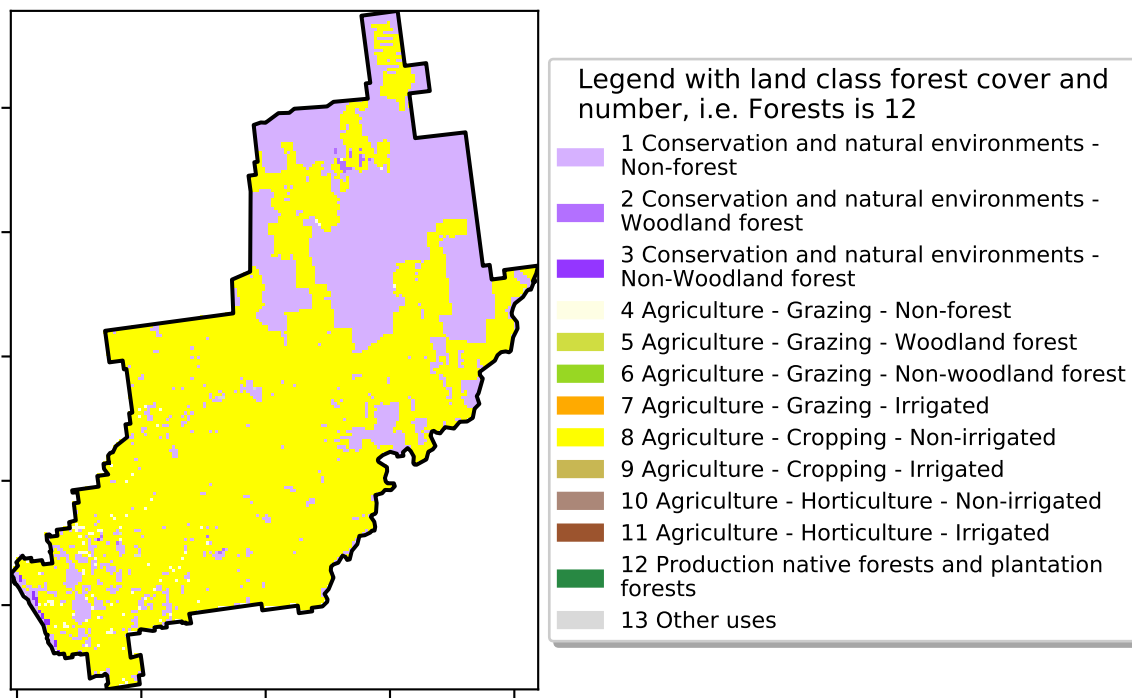 Legend with land class forest cover and
number, i.e. Forests is 12
1 Conservation and natural environments -
Non-forest
2 Conservation and natural environments -
Woodland forest
3 Conservation and natural environments -
Non-Woodland forest
4 Agriculture - Grazing - Non-forest
5 Agriculture - Grazing - Woodland forest
6 Agriculture - Grazing - Non-woodland forest
7 Agriculture - Grazing - Irrigated
8 Agriculture - Cropping - Non-irrigated
9 Agriculture - Cropping - Irrigated
10 Agriculture - Horticulture - Non-irrigated
11 Agriculture - Horticulture - Irrigated
12 Production native forests and plantation
forests
13 Other uses